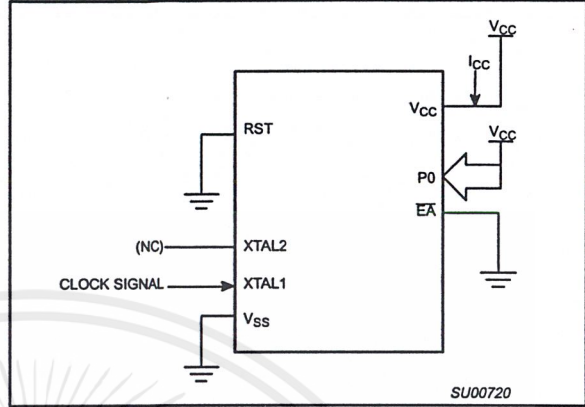 VCC
ICC
VCC
RST
VCC
P0
EA
(NC)
XTAL2
CLOCK SIGNAL
XTAL1
VSS
SU00720